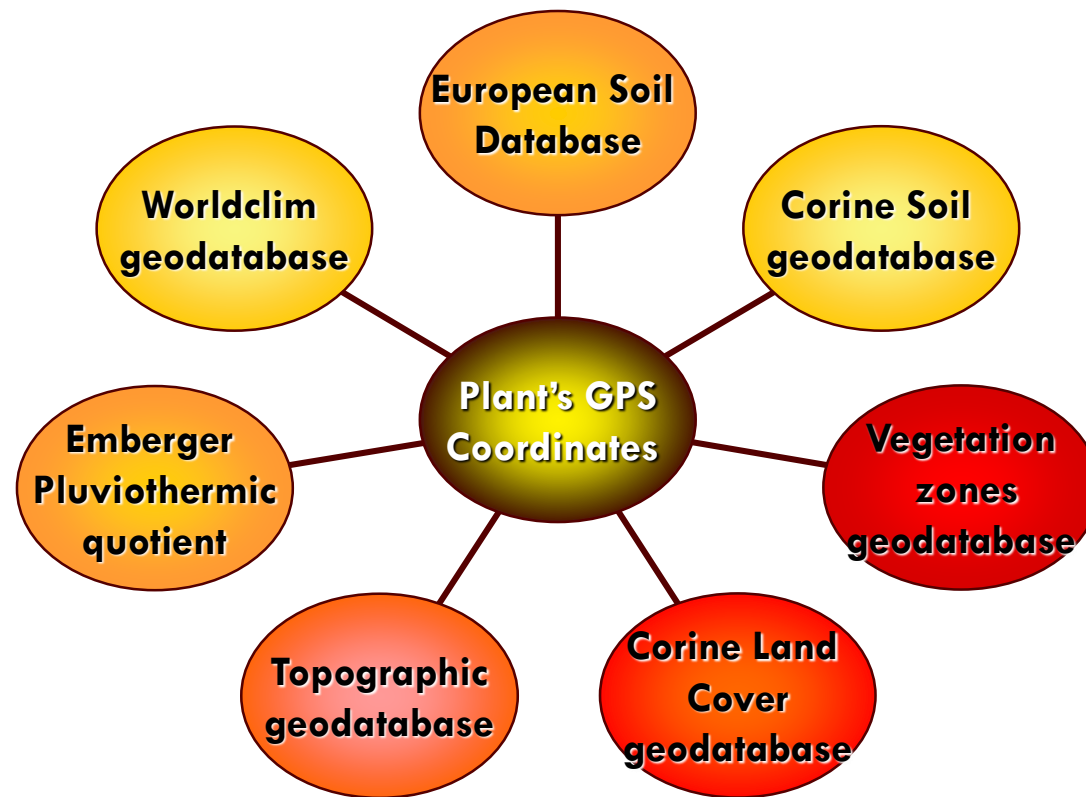 European Soil
Database
Worldclim
geodatabase
Corine Soil
geodatabase
Plant's GPS
Coordinates
Emberger
Pluviothermic
quotient
Vegetation
zones
geodatabase
Topographic
geodatabase
Corine Land
Cover
geodatabase